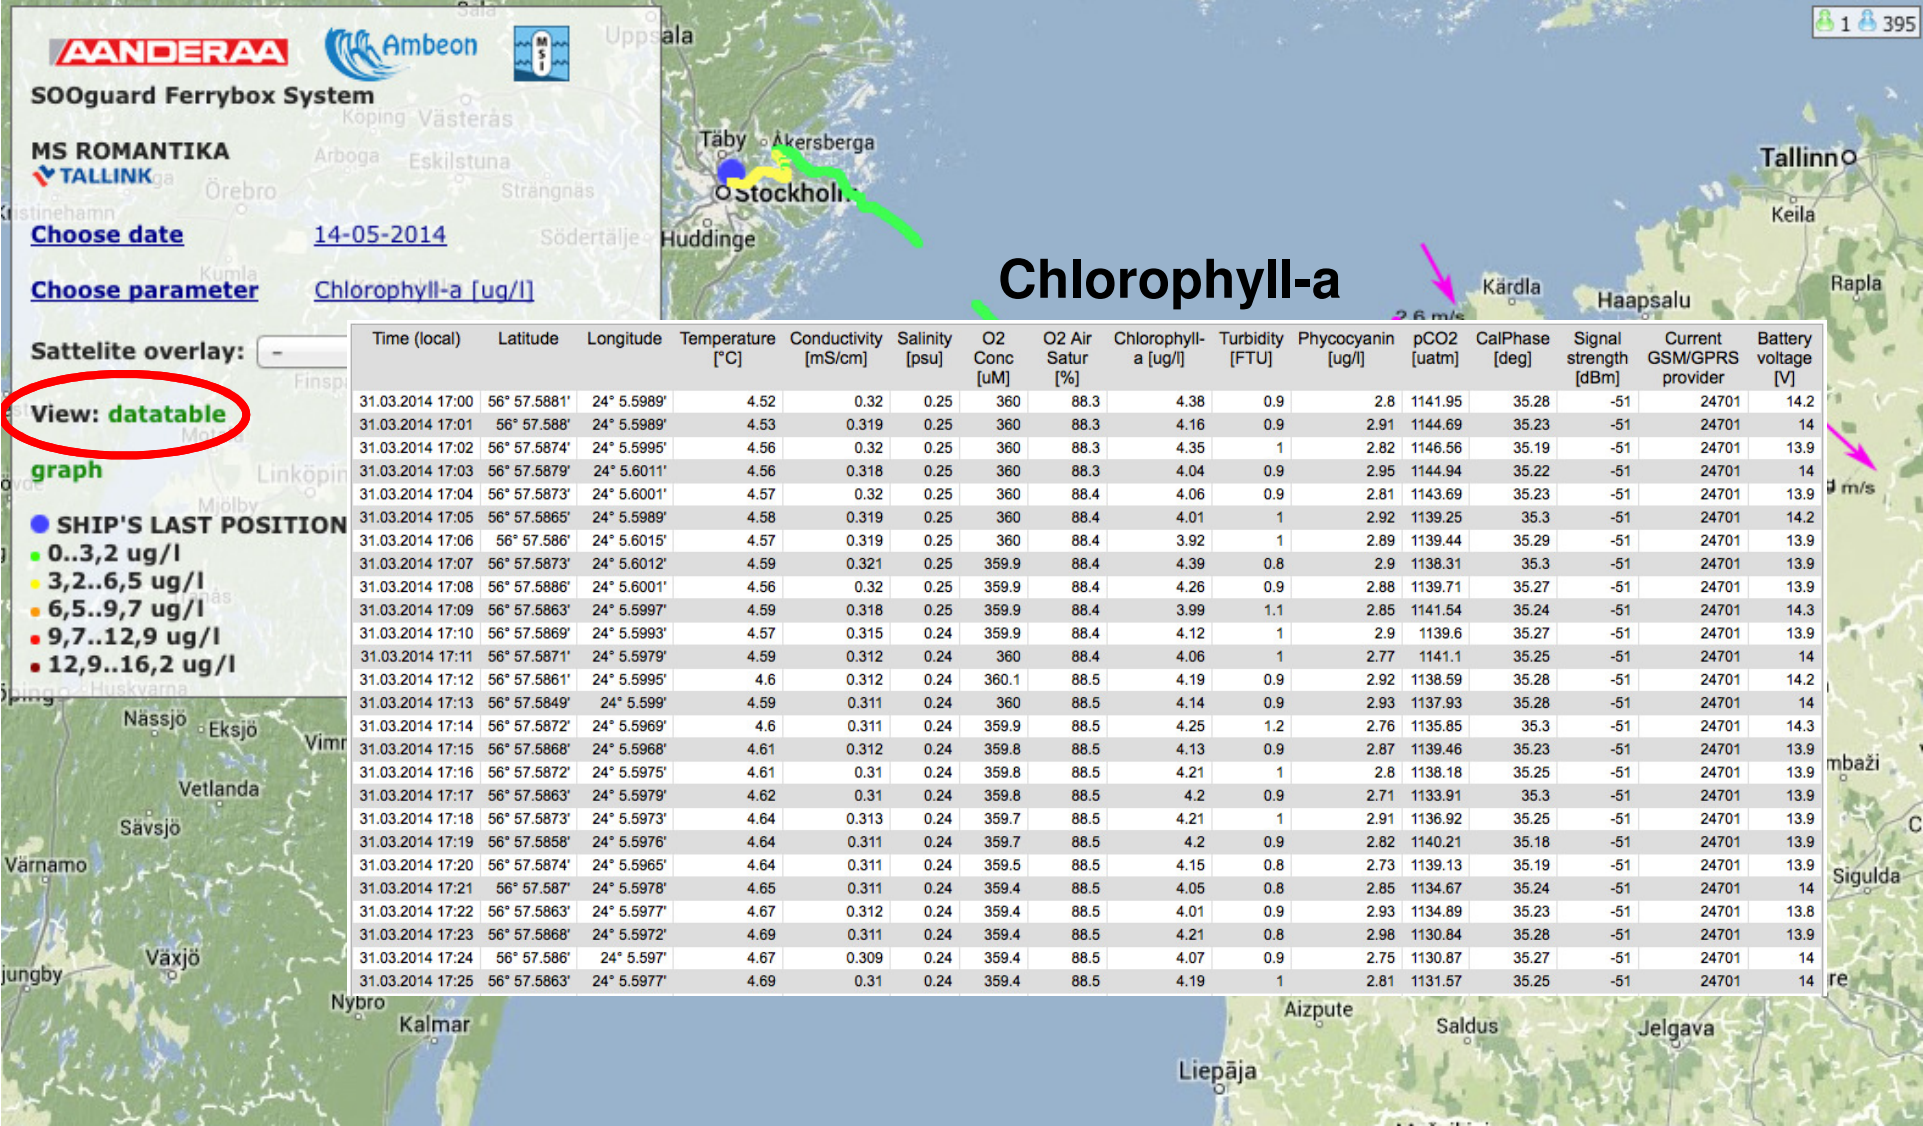 AANDERAA Ambeon MSI
SOOguard Ferrybox System
MS ROMANTIKA
TALLINK
Choose date 14-05-2014
Choose parameter Chlorophyll-a [ug/l]
Sattelite overlay: -
View: datatable
graph
SHIP'S LAST POSITION
0..3,2 ug/l
3,2..6,5 ug/l
6,5..9,7 ug/l
9,7..12,9 ug/l
12,9..16,2 ug/l
1 395
Sala
Uppsala
Köping Västerås
Arboga Eskilstuna
Örebro Strängnäs
Södertälje
Kumla
Motala
Linköping
Mjölby
Huskvarna
Täby Åkersberga
Stockholm
Huddinge
Tallinn
Keila
Kärdla
Haapsalu
Rapla
2.6 m/s
m/s
Chlorophyll-a
Time (local) Latitude Longitude Temperature [°C] Conductivity [mS/cm] Salinity [psu] O2 Conc [uM] O2 Air Satur [%] Chlorophyll-a [ug/l] Turbidity [FTU] Phycocyanin [ug/l] pCO2 [uatm] CalPhase [deg] Signal strength [dBm] Current GSM/GPRS provider Battery voltage [V]
31.03.2014 17:00 56° 57.5881' 24° 5.5989' 4.52 0.32 0.25 360 88.3 4.38 0.9 2.8 1141.95 35.28 -51 24701 14.2
31.03.2014 17:01 56° 57.588' 24° 5.5989' 4.53 0.319 0.25 360 88.3 4.16 0.9 2.91 1144.69 35.23 -51 24701 14
31.03.2014 17:02 56° 57.5874' 24° 5.5995' 4.56 0.32 0.25 360 88.3 4.35 1 2.82 1146.56 35.19 -51 24701 13.9
31.03.2014 17:03 56° 57.5879' 24° 5.6011' 4.56 0.318 0.25 360 88.3 4.04 0.9 2.95 1144.94 35.22 -51 24701 14
31.03.2014 17:04 56° 57.5873' 24° 5.6001' 4.57 0.32 0.25 360 88.4 4.06 0.9 2.81 1143.69 35.23 -51 24701 13.9
31.03.2014 17:05 56° 57.5865' 24° 5.5989' 4.58 0.319 0.25 360 88.4 4.01 1 2.92 1139.25 35.3 -51 24701 14.2
31.03.2014 17:06 56° 57.586' 24° 5.6015' 4.57 0.319 0.25 360 88.4 3.92 1 2.89 1139.44 35.29 -51 24701 13.9
31.03.2014 17:07 56° 57.5873' 24° 5.6012' 4.59 0.321 0.25 359.9 88.4 4.39 0.8 2.9 1138.31 35.3 -51 24701 13.9
31.03.2014 17:08 56° 57.5886' 24° 5.6001' 4.56 0.32 0.25 359.9 88.4 4.26 0.9 2.88 1139.71 35.27 -51 24701 13.9
31.03.2014 17:09 56° 57.5863' 24° 5.5997' 4.59 0.318 0.25 359.9 88.4 3.99 1.1 2.85 1141.54 35.24 -51 24701 14.3
31.03.2014 17:10 56° 57.5869' 24° 5.5993' 4.57 0.315 0.24 359.9 88.4 4.12 1 2.9 1139.6 35.27 -51 24701 13.9
31.03.2014 17:11 56° 57.5871' 24° 5.5979' 4.59 0.312 0.24 360 88.4 4.06 1 2.77 1141.1 35.25 -51 24701 14
31.03.2014 17:12 56° 57.5861' 24° 5.5995' 4.6 0.312 0.24 360.1 88.5 4.19 0.9 2.92 1138.59 35.28 -51 24701 14.2
31.03.2014 17:13 56° 57.5849' 24° 5.599' 4.59 0.311 0.24 360 88.5 4.14 0.9 2.93 1137.93 35.28 -51 24701 14
31.03.2014 17:14 56° 57.5872' 24° 5.5969' 4.6 0.311 0.24 359.9 88.5 4.25 1.2 2.76 1135.85 35.3 -51 24701 14.3
31.03.2014 17:15 56° 57.5868' 24° 5.5968' 4.61 0.312 0.24 359.8 88.5 4.13 0.9 2.87 1139.46 35.23 -51 24701 13.9
31.03.2014 17:16 56° 57.5872' 24° 5.5975' 4.61 0.31 0.24 359.8 88.5 4.21 1 2.8 1138.18 35.25 -51 24701 13.9
31.03.2014 17:17 56° 57.5863' 24° 5.5979' 4.62 0.31 0.24 359.8 88.5 4.2 0.9 2.71 1133.91 35.3 -51 24701 13.9
31.03.2014 17:18 56° 57.5873' 24° 5.5973' 4.64 0.313 0.24 359.7 88.5 4.21 1 2.91 1136.92 35.25 -51 24701 13.9
31.03.2014 17:19 56° 57.5858' 24° 5.5976' 4.64 0.311 0.24 359.7 88.5 4.2 0.9 2.82 1140.21 35.18 -51 24701 13.9
31.03.2014 17:20 56° 57.5874' 24° 5.5965' 4.64 0.311 0.24 359.5 88.5 4.15 0.8 2.73 1139.13 35.19 -51 24701 13.9
31.03.2014 17:21 56° 57.587' 24° 5.5978' 4.65 0.311 0.24 359.4 88.5 4.05 0.8 2.85 1134.67 35.24 -51 24701 14
31.03.2014 17:22 56° 57.5863' 24° 5.5977' 4.67 0.312 0.24 359.4 88.5 4.01 0.9 2.93 1134.89 35.23 -51 24701 13.8
31.03.2014 17:23 56° 57.5868' 24° 5.5972' 4.69 0.311 0.24 359.4 88.5 4.21 0.8 2.98 1130.84 35.28 -51 24701 13.9
31.03.2014 17:24 56° 57.586' 24° 5.597' 4.67 0.309 0.24 359.4 88.5 4.07 0.9 2.75 1130.87 35.27 -51 24701 14
31.03.2014 17:25 56° 57.5863' 24° 5.5977' 4.69 0.31 0.24 359.4 88.5 4.19 1 2.81 1131.57 35.25 -51 24701 14
Nässjö Eksjö
Vimm
Vetlanda
Sävsjö
Värnamo
Växjö
jungby
Nybro
Kalmar
mbaži
Sigulda
re
Aizpute
Saldus
Jelgava
Liepāja